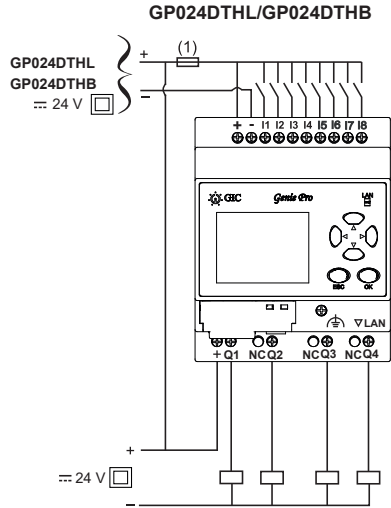 GP024DTHL/GP024DTHB
GP024DTHL
GP024DTHB
⎓ 24 V
+
−
(1)
+ - I1 I2 I3 I4 I5 I6 I7 I8
GIC Genie Pro LAN
ESC OK
▽LAN
+ Q1 NC Q2 NC Q3 NC Q4
+
⎓ 24 V
−